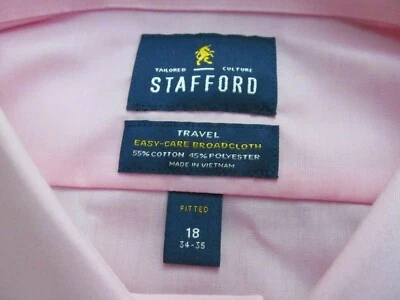 TAILORED CULTURE
STAFFORD
TRAVEL
EASY-CARE BROADCLOTH
55% COTTON 45% POLYESTER
MADE IN VIETNAM
FITTED
18
34-35